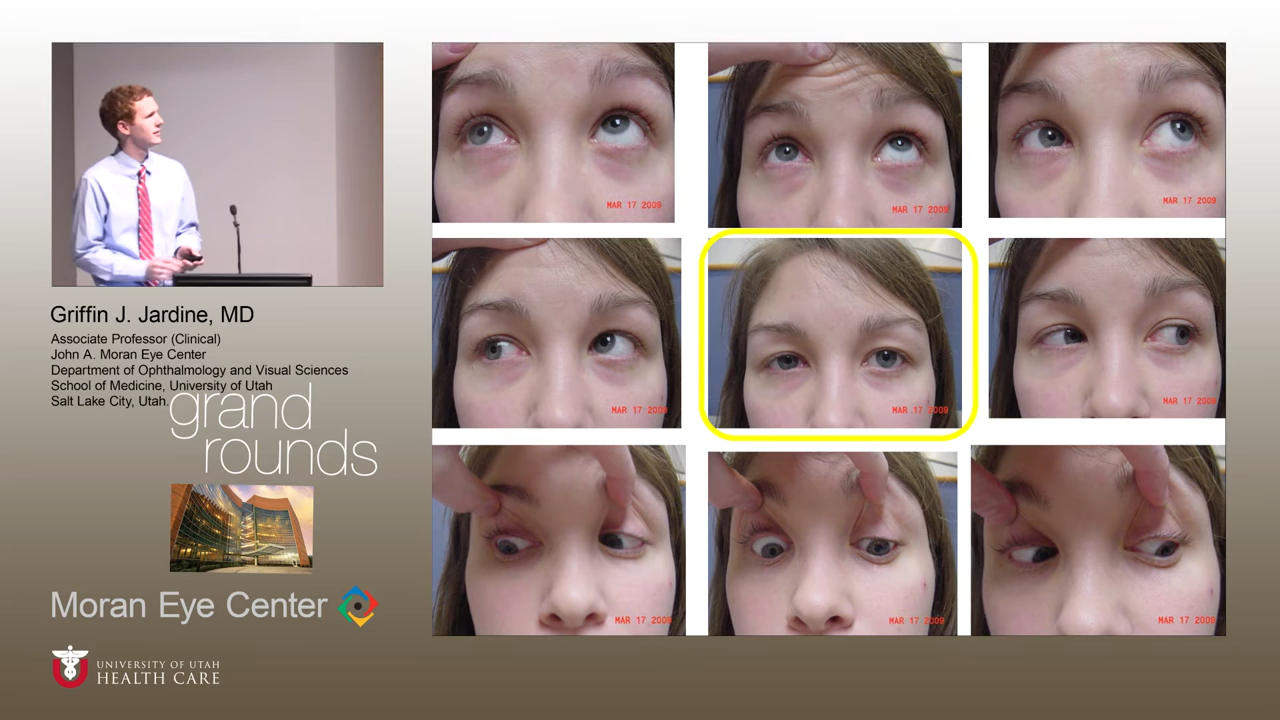 MAR 17 2009
MAR 17 2009
MAR 17 2009
Griffin J. Jardine, MD
Associate Professor (Clinical)
John A. Moran Eye Center
Department of Ophthalmology and Visual Sciences
School of Medicine, University of Utah
Salt Lake City, Utah.
grand
rounds
MAR 17 2009
MAR 17 2009
MAR 17 2009
Moran Eye Center
MAR 17 2009
MAR 17 2009
MAR 17 2009
UNIVERSITY OF UTAH
HEALTH CARE